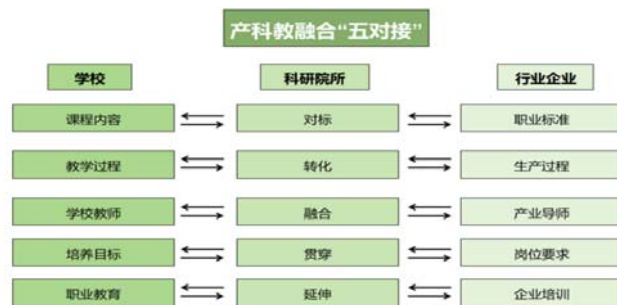 产科教融合“五对接”
学校 科研院所 行业企业
课程内容 对标 职业标准
教学过程 转化 生产过程
学校教师 融合 产业导师
培养目标 贯穿 岗位要求
职业教育 延伸 企业培训